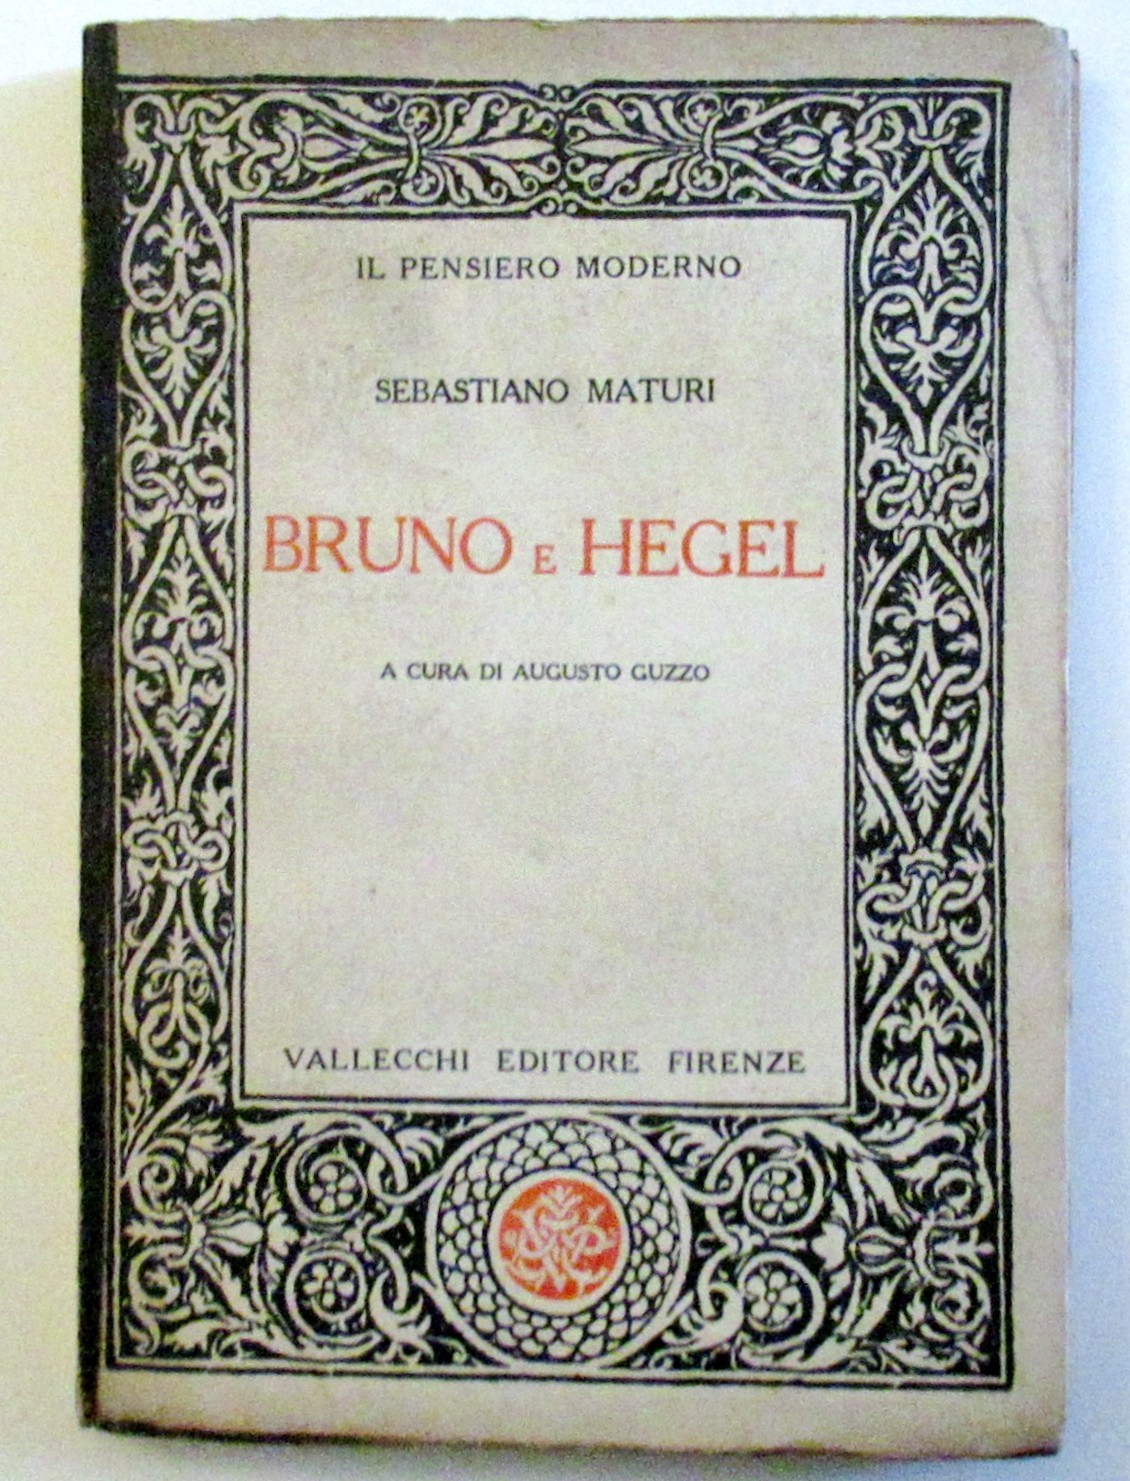 IL PENSIERO MODERNO
SEBASTIANO MATURI
BRUNO E HEGEL
A CURA DI AUGUSTO GUZZO
VALLECCHI EDITORE FIRENZE